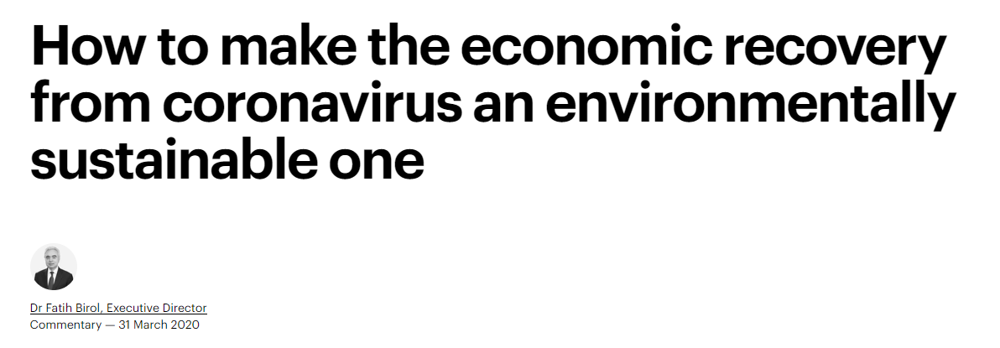 How to make the economic recovery
from coronavirus an environmentally
sustainable one
Dr Fatih Birol, Executive Director
Commentary — 31 March 2020